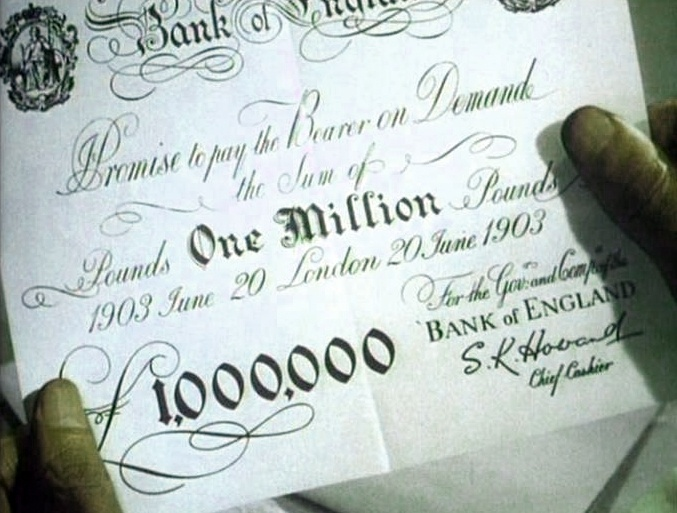 Bank of England
Promise to pay the Bearer on Demand
the Sum of
Pounds One Million Pounds
1903 June 20 London 20 June 1903
For the Gov: and Comp: of the
BANK of ENGLAND
£1,000,000
S.R. Howard
Chief Cashier